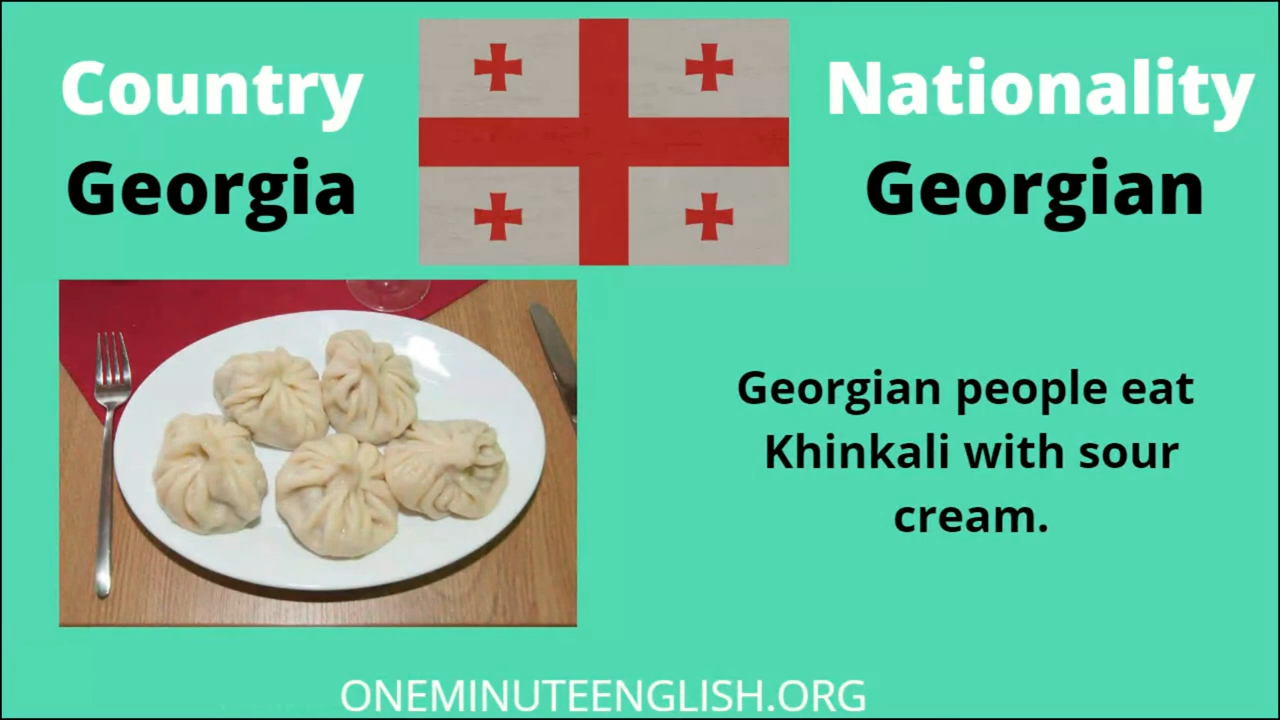 Country
Georgia
Nationality
Georgian
Georgian people eat
Khinkali with sour
cream.
ONEMINUTEENGLISH.ORG